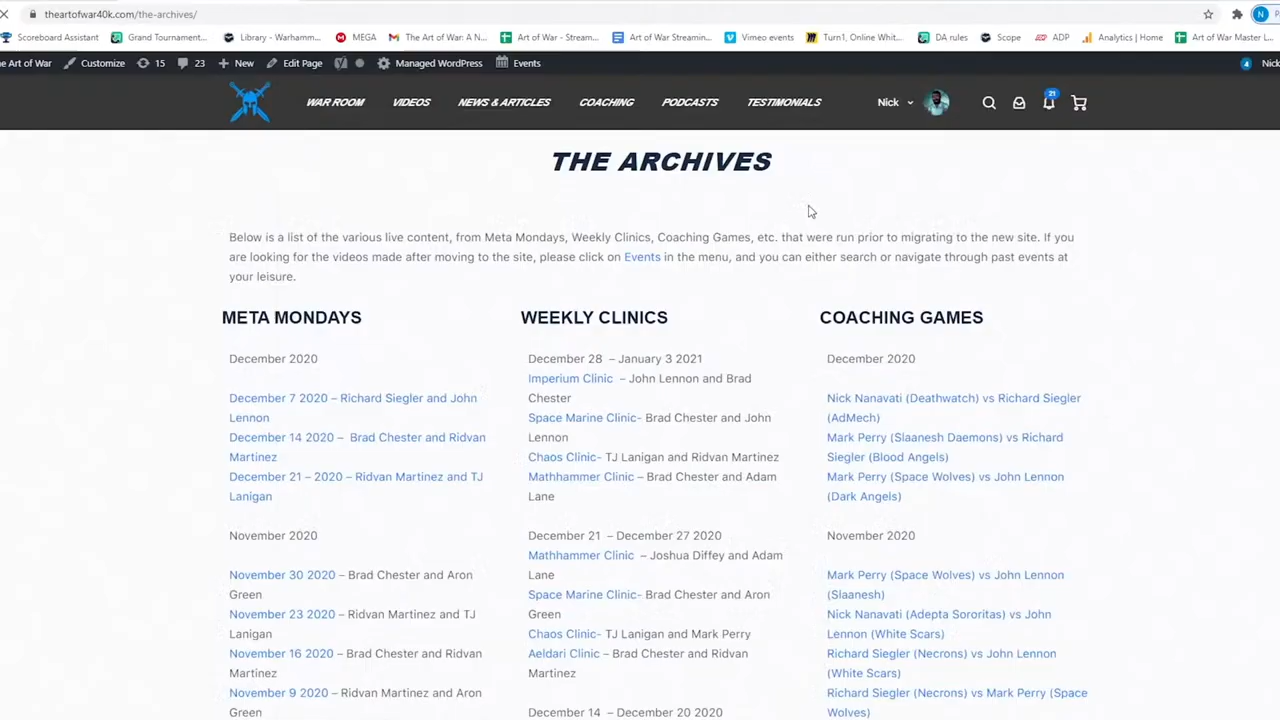 theartofwar40k.com/the-archives/
N
Scoreboard Assistant
Grand Tournament...
Library - Warhamm...
MEGA
The Art of War: A N...
Art of War - Stream...
Art of War Streamin...
Vimeo events
Turn1, Online Whit...
DA rules
Scope
ADP
Analytics | Home
Art of War Master L...
he Art of War
Customize
15
23
New
Edit Page
Managed WordPress
Events
4
Nick
WAR ROOM
VIDEOS
NEWS & ARTICLES
COACHING
PODCASTS
TESTIMONIALS
Nick
21
THE ARCHIVES
Below is a list of the various live content, from Meta Mondays, Weekly Clinics, Coaching Games, etc. that were run prior to migrating to the new site. If you
are looking for the videos made after moving to the site, please click on Events in the menu, and you can either search or navigate through past events at
your leisure.
META MONDAYS
December 2020
December 7 2020 – Richard Siegler and John
Lennon
December 14 2020 – Brad Chester and Ridvan
Martinez
December 21 – 2020 – Ridvan Martinez and TJ
Lanigan
November 2020
November 30 2020 – Brad Chester and Aron
Green
November 23 2020 – Ridvan Martinez and TJ
Lanigan
November 16 2020 – Brad Chester and Ridvan
Martinez
November 9 2020 – Ridvan Martinez and Aron
Green
WEEKLY CLINICS
December 28 – January 3 2021
Imperium Clinic – John Lennon and Brad
Chester
Space Marine Clinic- Brad Chester and John
Lennon
Chaos Clinic- TJ Lanigan and Ridvan Martinez
Mathhammer Clinic – Brad Chester and Adam
Lane
December 21 – December 27 2020
Mathhammer Clinic – Joshua Diffey and Adam
Lane
Space Marine Clinic- Brad Chester and Aron
Green
Chaos Clinic- TJ Lanigan and Mark Perry
Aeldari Clinic – Brad Chester and Ridvan
Martinez
December 14 – December 20 2020
COACHING GAMES
December 2020
Nick Nanavati (Deathwatch) vs Richard Siegler
(AdMech)
Mark Perry (Slaanesh Daemons) vs Richard
Siegler (Blood Angels)
Mark Perry (Space Wolves) vs John Lennon
(Dark Angels)
November 2020
Mark Perry (Space Wolves) vs John Lennon
(Slaanesh)
Nick Nanavati (Adepta Sororitas) vs John
Lennon (White Scars)
Richard Siegler (Necrons) vs John Lennon
(White Scars)
Richard Siegler (Necrons) vs Mark Perry (Space
Wolves)